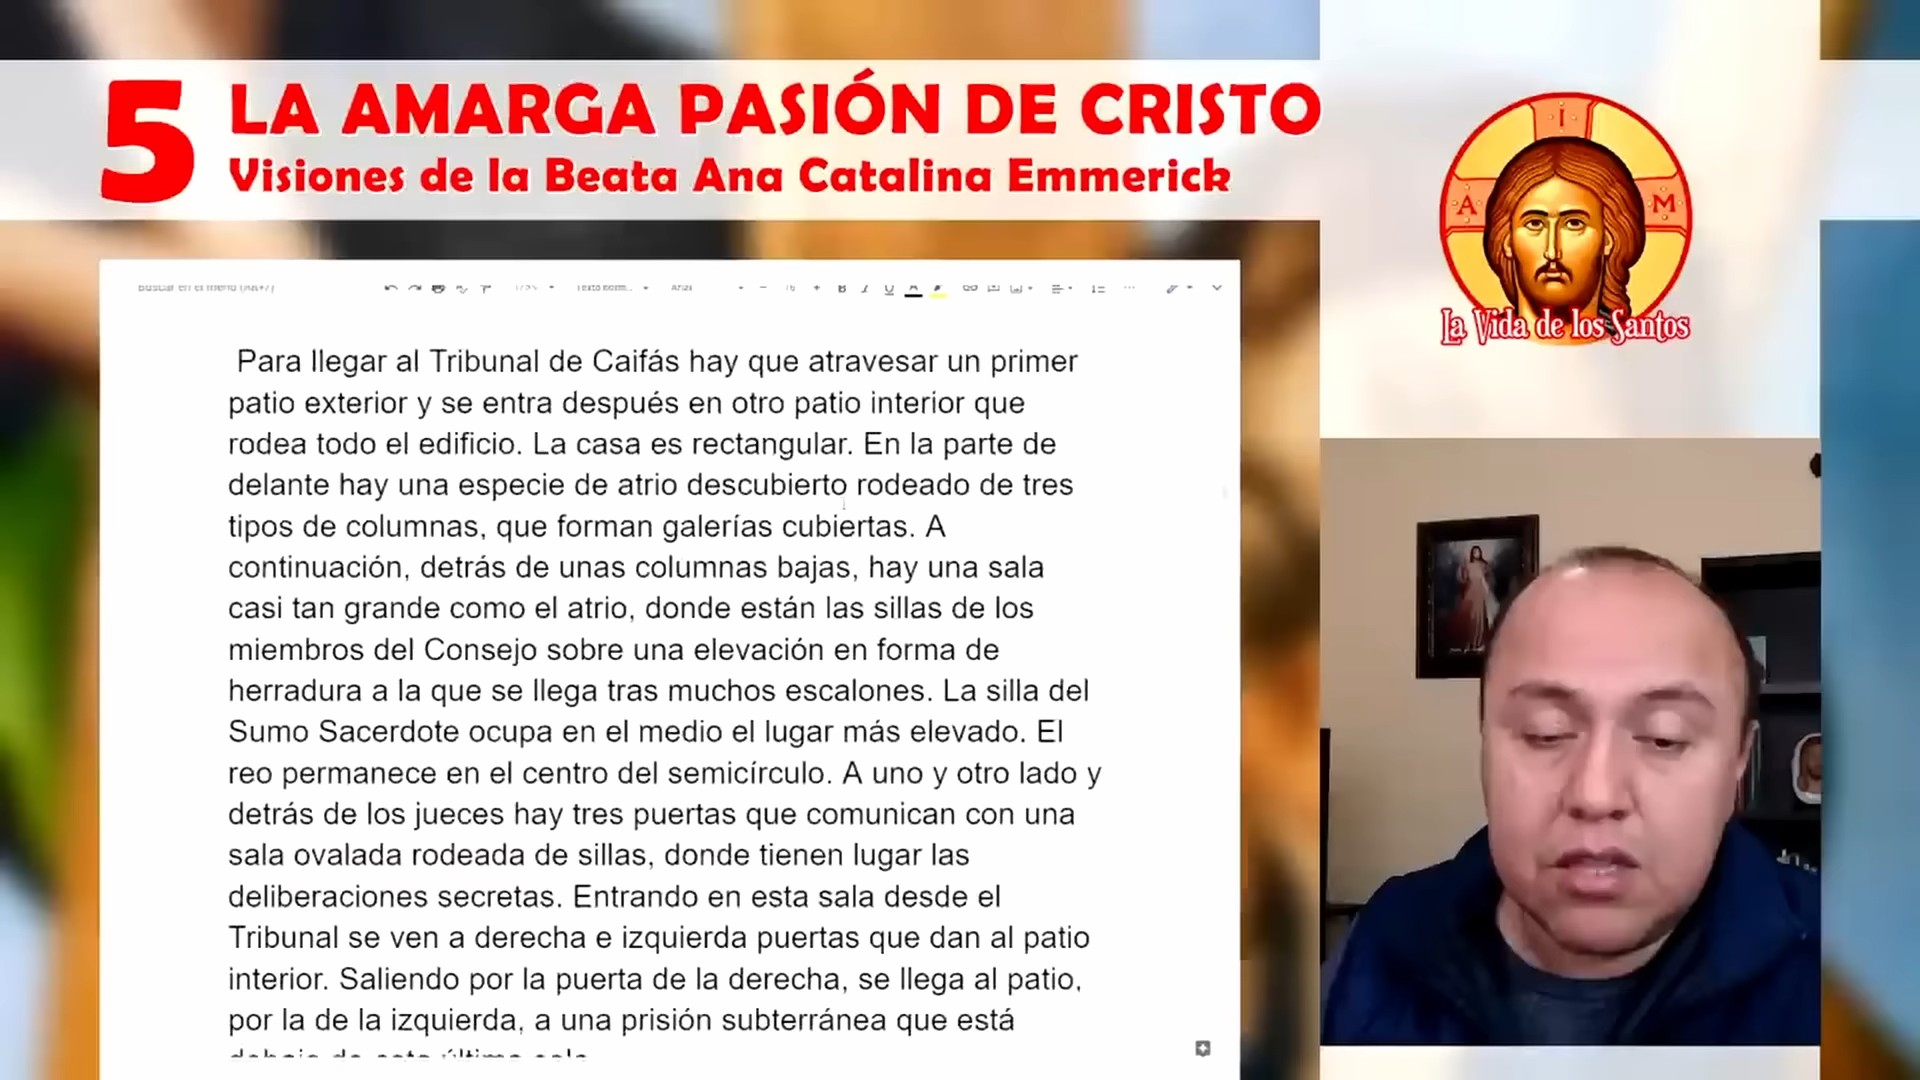 5
LA AMARGA PASIÓN DE CRISTO
Visiones de la Beata Ana Catalina Emmerick
I
A M
La Vida de los Santos
Buscar en el menú (Alt+/)
Para llegar al Tribunal de Caifás hay que atravesar un primer
patio exterior y se entra después en otro patio interior que
rodea todo el edificio. La casa es rectangular. En la parte de
delante hay una especie de atrio descubierto rodeado de tres
tipos de columnas, que forman galerías cubiertas. A
continuación, detrás de unas columnas bajas, hay una sala
casi tan grande como el atrio, donde están las sillas de los
miembros del Consejo sobre una elevación en forma de
herradura a la que se llega tras muchos escalones. La silla del
Sumo Sacerdote ocupa en el medio el lugar más elevado. El
reo permanece en el centro del semicírculo. A uno y otro lado y
detrás de los jueces hay tres puertas que comunican con una
sala ovalada rodeada de sillas, donde tienen lugar las
deliberaciones secretas. Entrando en esta sala desde el
Tribunal se ven a derecha e izquierda puertas que dan al patio
interior. Saliendo por la puerta de la derecha, se llega al patio,
por la de la izquierda, a una prisión subterránea que está
debajo de esta última sala.